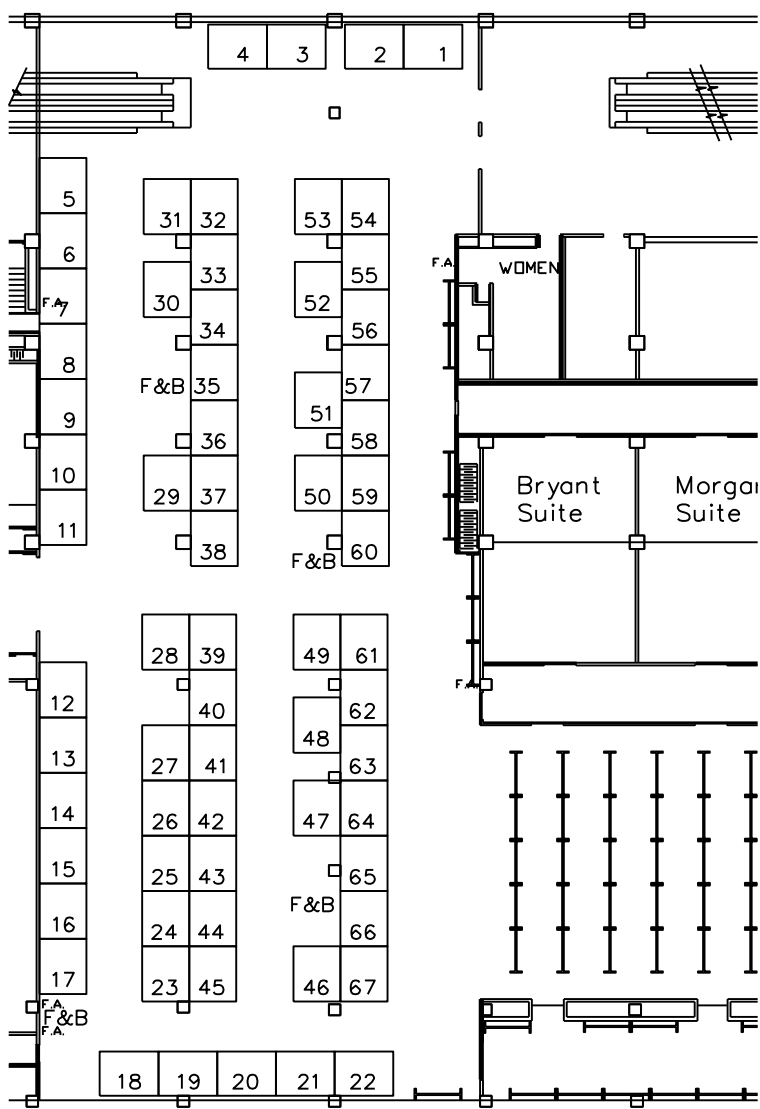 4 3 2 1
5
31 32 53 54
6
33 55
F.A. WOMEN
F.A. 7 30 52
34 56
8
F&B 35 57
9 51
36 58
10
29 37 50 59
Bryant Morgan
Suite Suite
11
38 60
F&B
28 39 49 61
F.A.
12 40 62
48
13 27 41 63
14 26 42 47 64
15 25 43 65
F&B
16 24 44 66
17 23 45 46 67
F.A.
F&B
F.A.
18 19 20 21 22